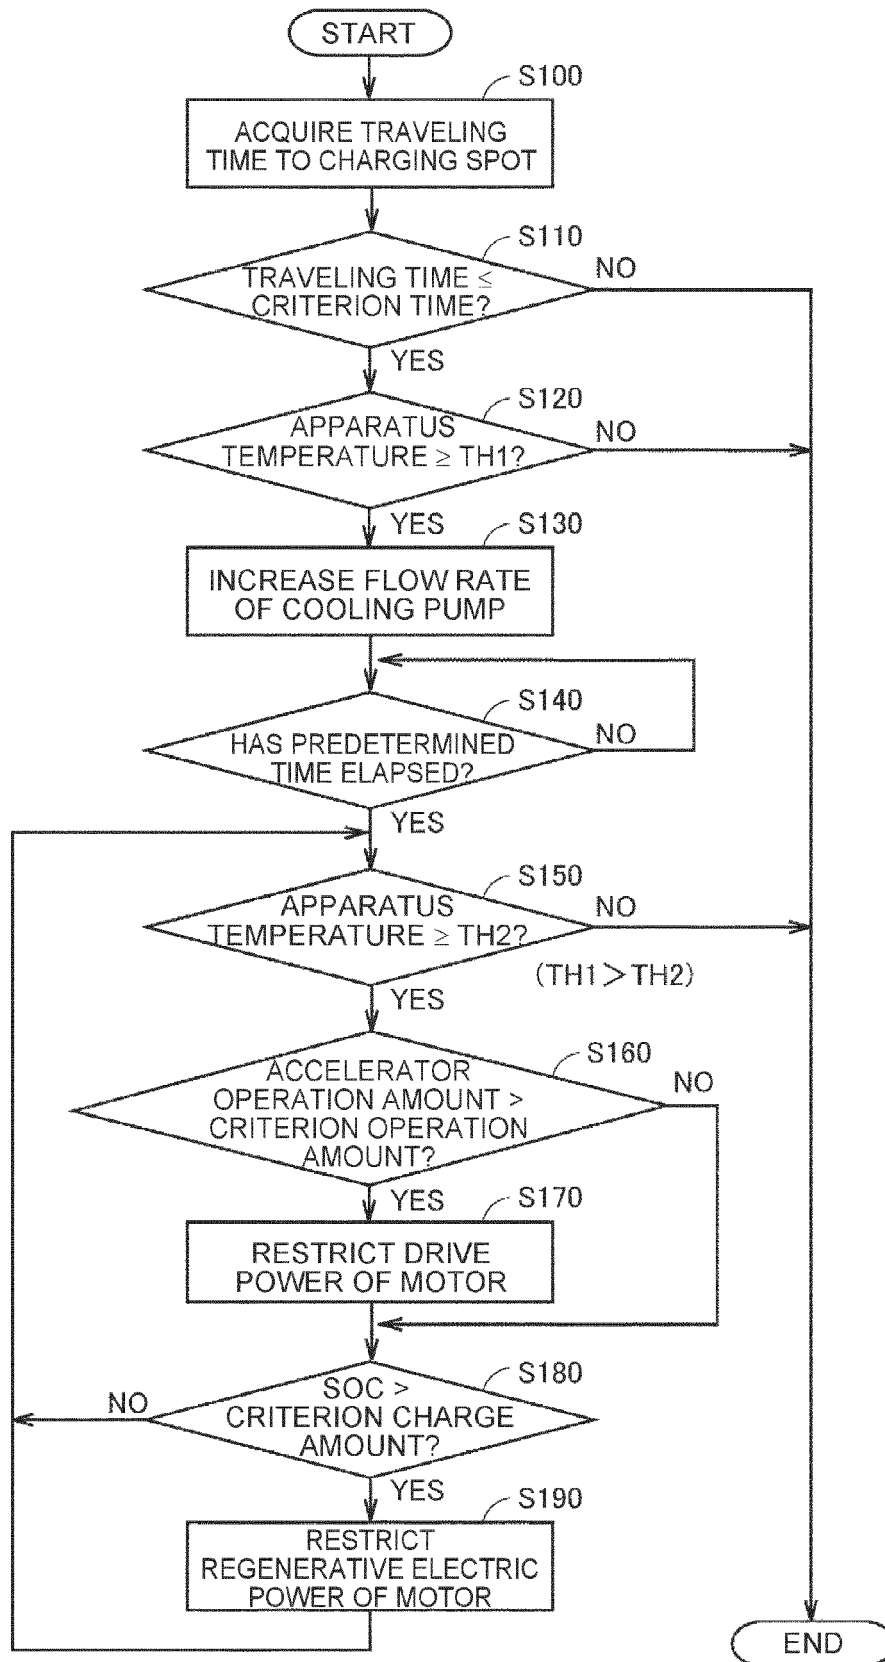 START
S100
ACQUIRE TRAVELING
TIME TO CHARGING SPOT
S110
TRAVELING TIME ≤
CRITERION TIME?
NO
YES
S120
APPARATUS
TEMPERATURE ≥ TH1?
NO
YES
S130
INCREASE FLOW RATE
OF COOLING PUMP
S140
HAS PREDETERMINED
TIME ELAPSED?
NO
YES
S150
APPARATUS
TEMPERATURE ≥ TH2?
NO
(TH1>TH2)
YES
S160
ACCELERATOR
OPERATION AMOUNT >
CRITERION OPERATION
AMOUNT?
NO
YES
S170
RESTRICT DRIVE
POWER OF MOTOR
S180
SOC >
CRITERION CHARGE
AMOUNT?
NO
YES
S190
RESTRICT
REGENERATIVE ELECTRIC
POWER OF MOTOR
END